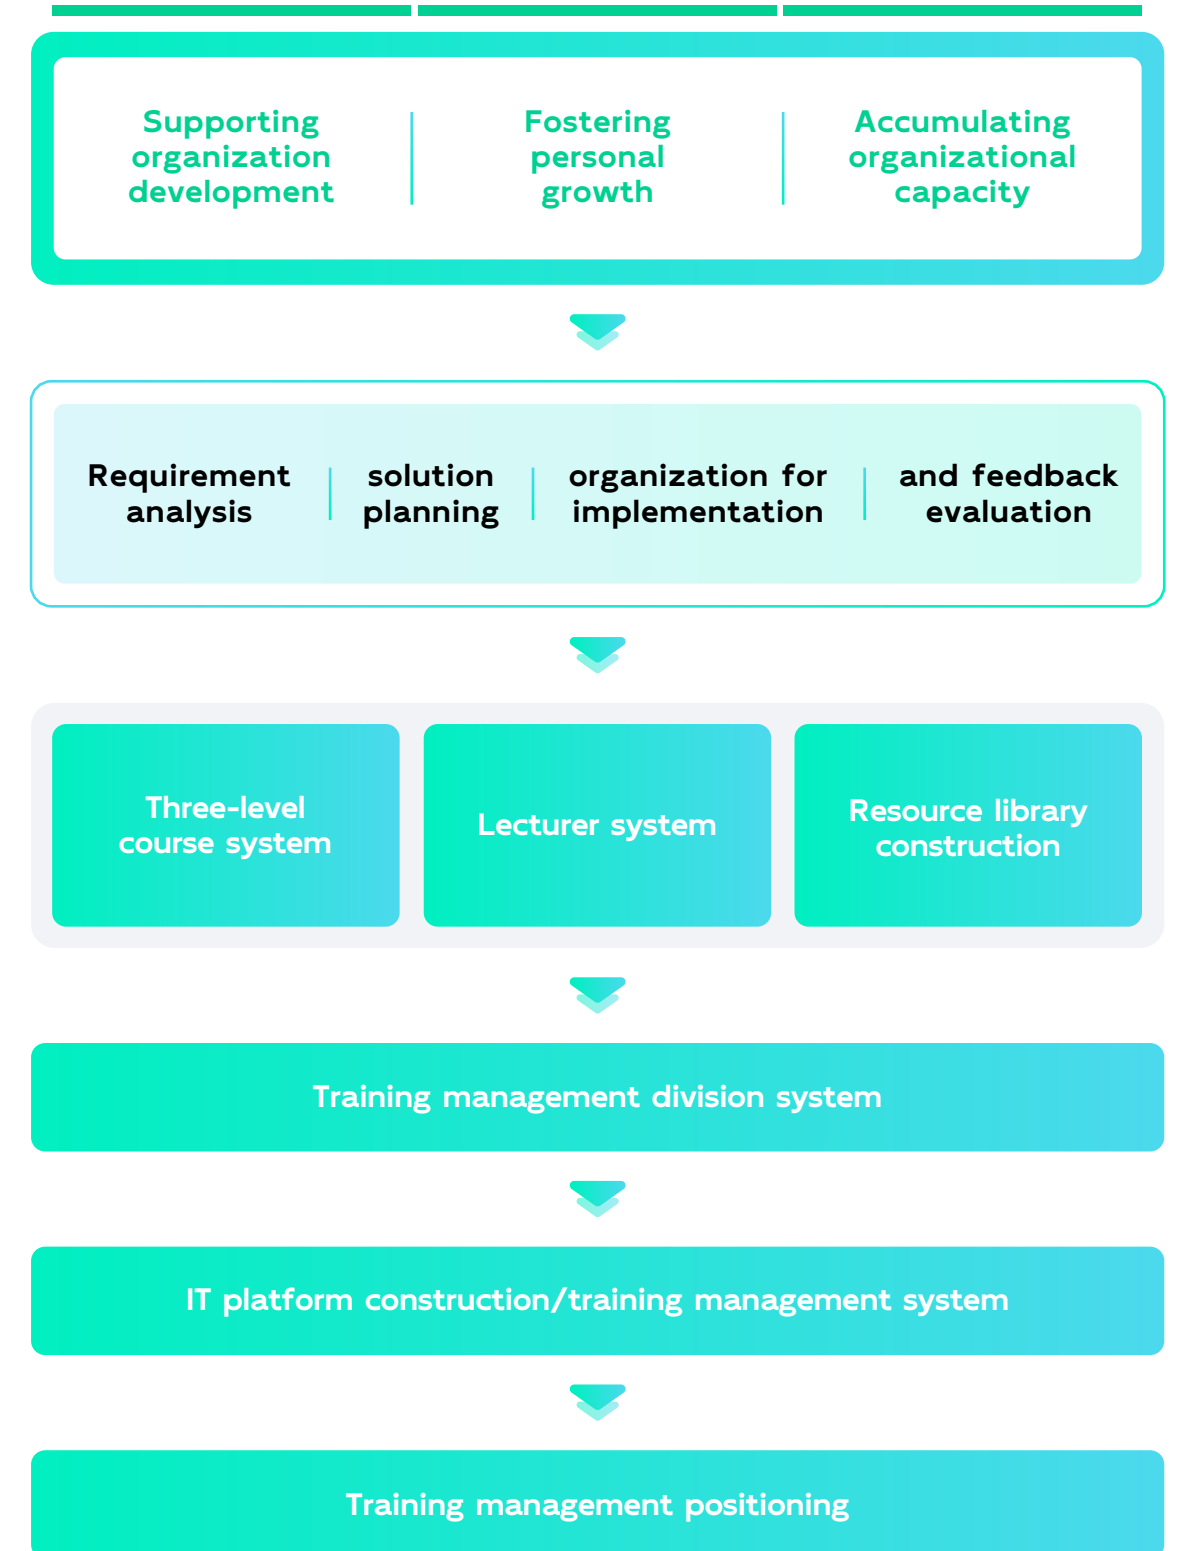 Supporting
organization
development
Fostering
personal
growth
Accumulating
organizational
capacity
Requirement
analysis
solution
planning
organization for
implementation
and feedback
evaluation
Three-level
course system
Lecturer system
Resource library
construction
Training management division system
IT platform construction/training management system
Training management positioning